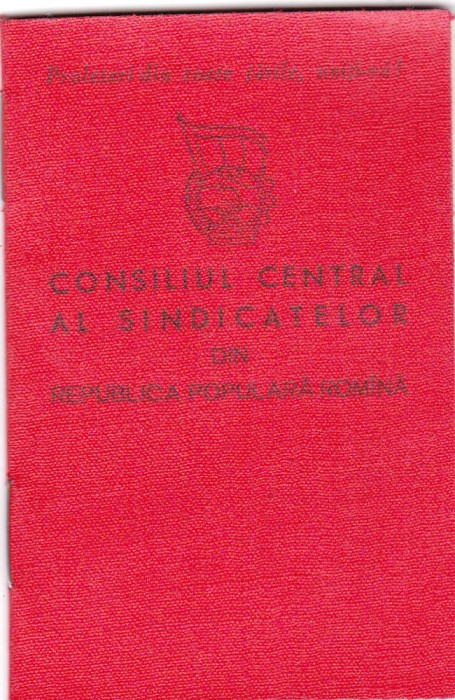 Proletari din toate țările, uniți-vă!
CONSILIUL CENTRAL
AL SINDICATELOR
DIN
REPUBLICA POPULARĂ ROMÎNĂ